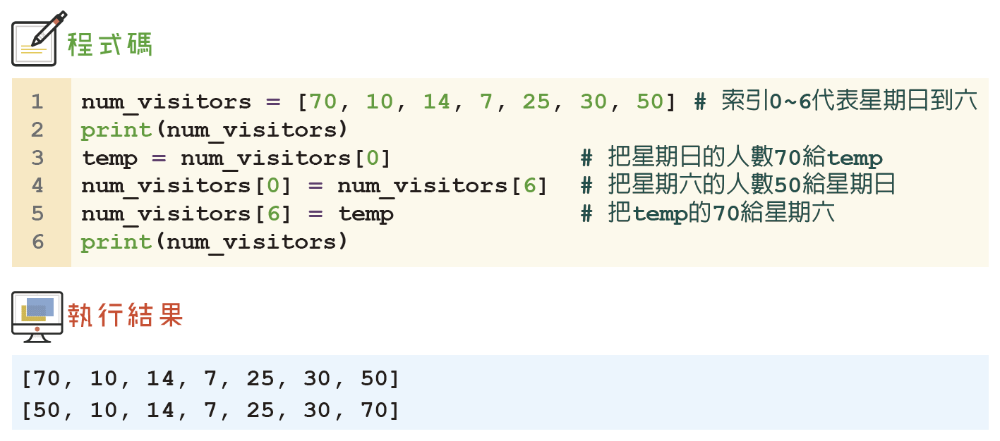 程式碼
1 num_visitors = [70, 10, 14, 7, 25, 30, 50] # 索引0~6代表星期日到六
2 print(num_visitors)
3 temp = num_visitors[0] # 把星期日的人數70給temp
4 num_visitors[0] = num_visitors[6] # 把星期六的人數50給星期日
5 num_visitors[6] = temp # 把temp的70給星期六
6 print(num_visitors)
執行結果
[70, 10, 14, 7, 25, 30, 50]
[50, 10, 14, 7, 25, 30, 70]